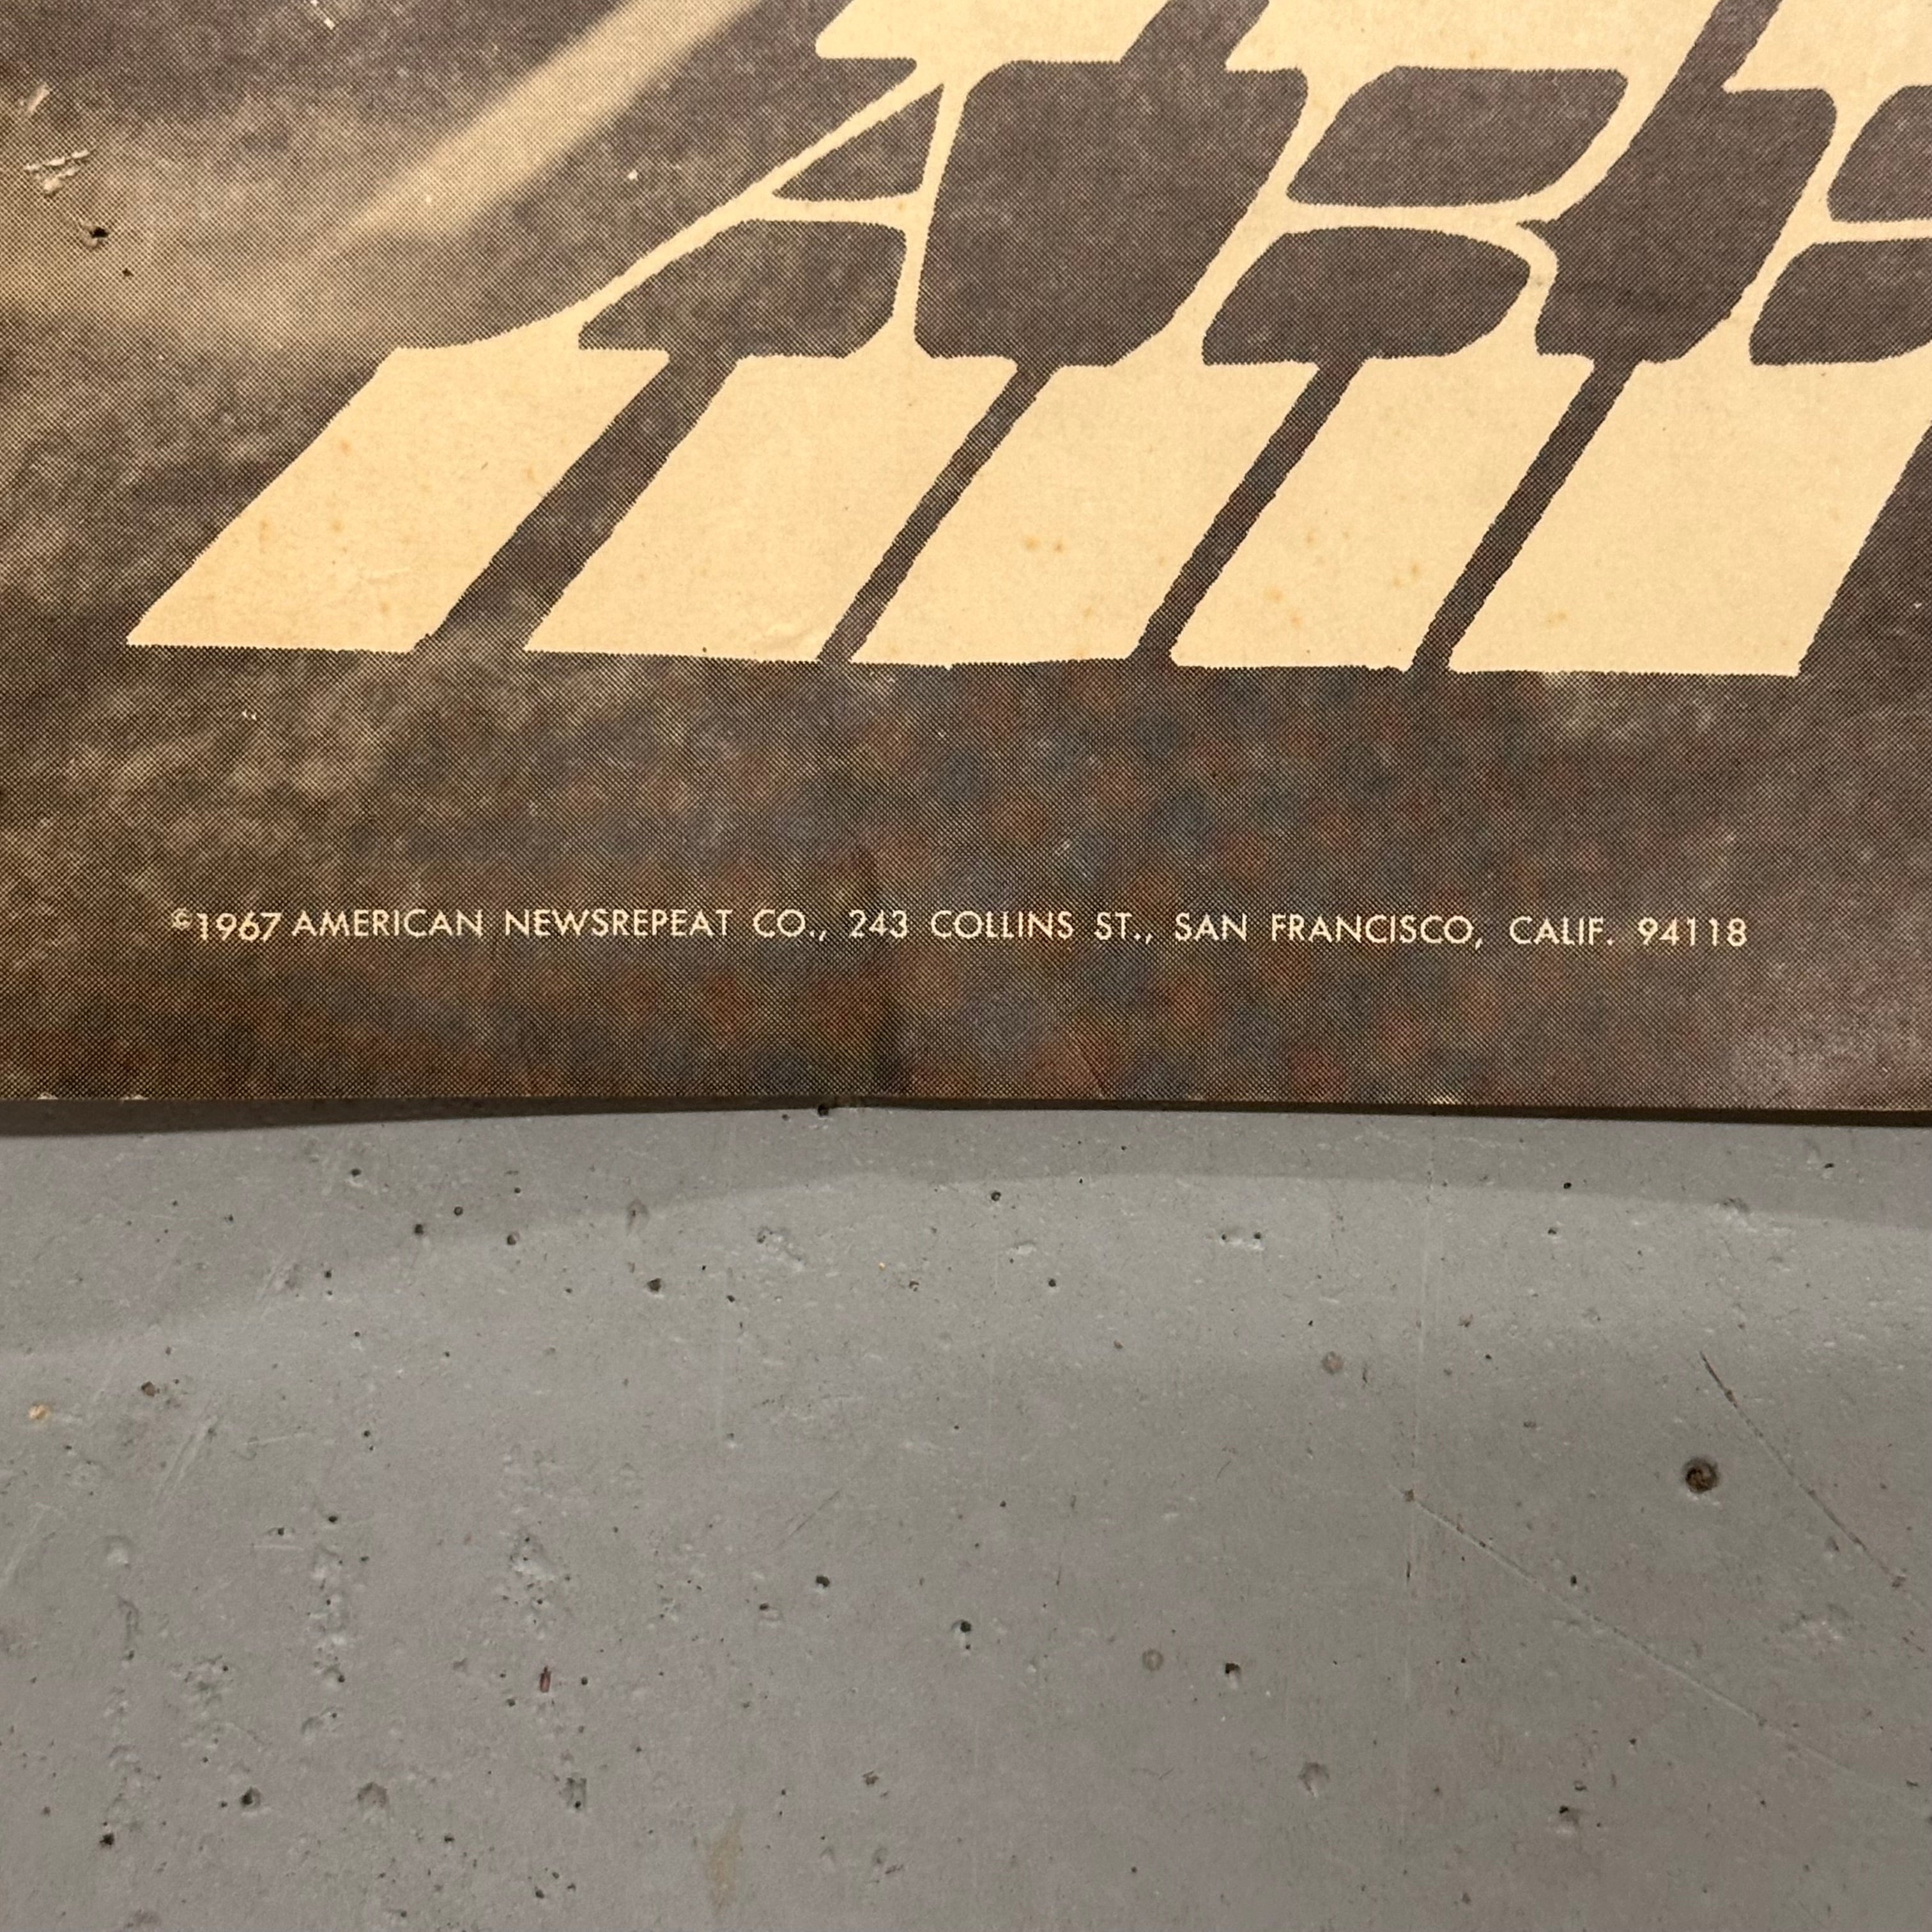 ©1967 AMERICAN NEWSREPEAT CO., 243 COLLINS ST., SAN FRANCISCO, CALIF. 94118